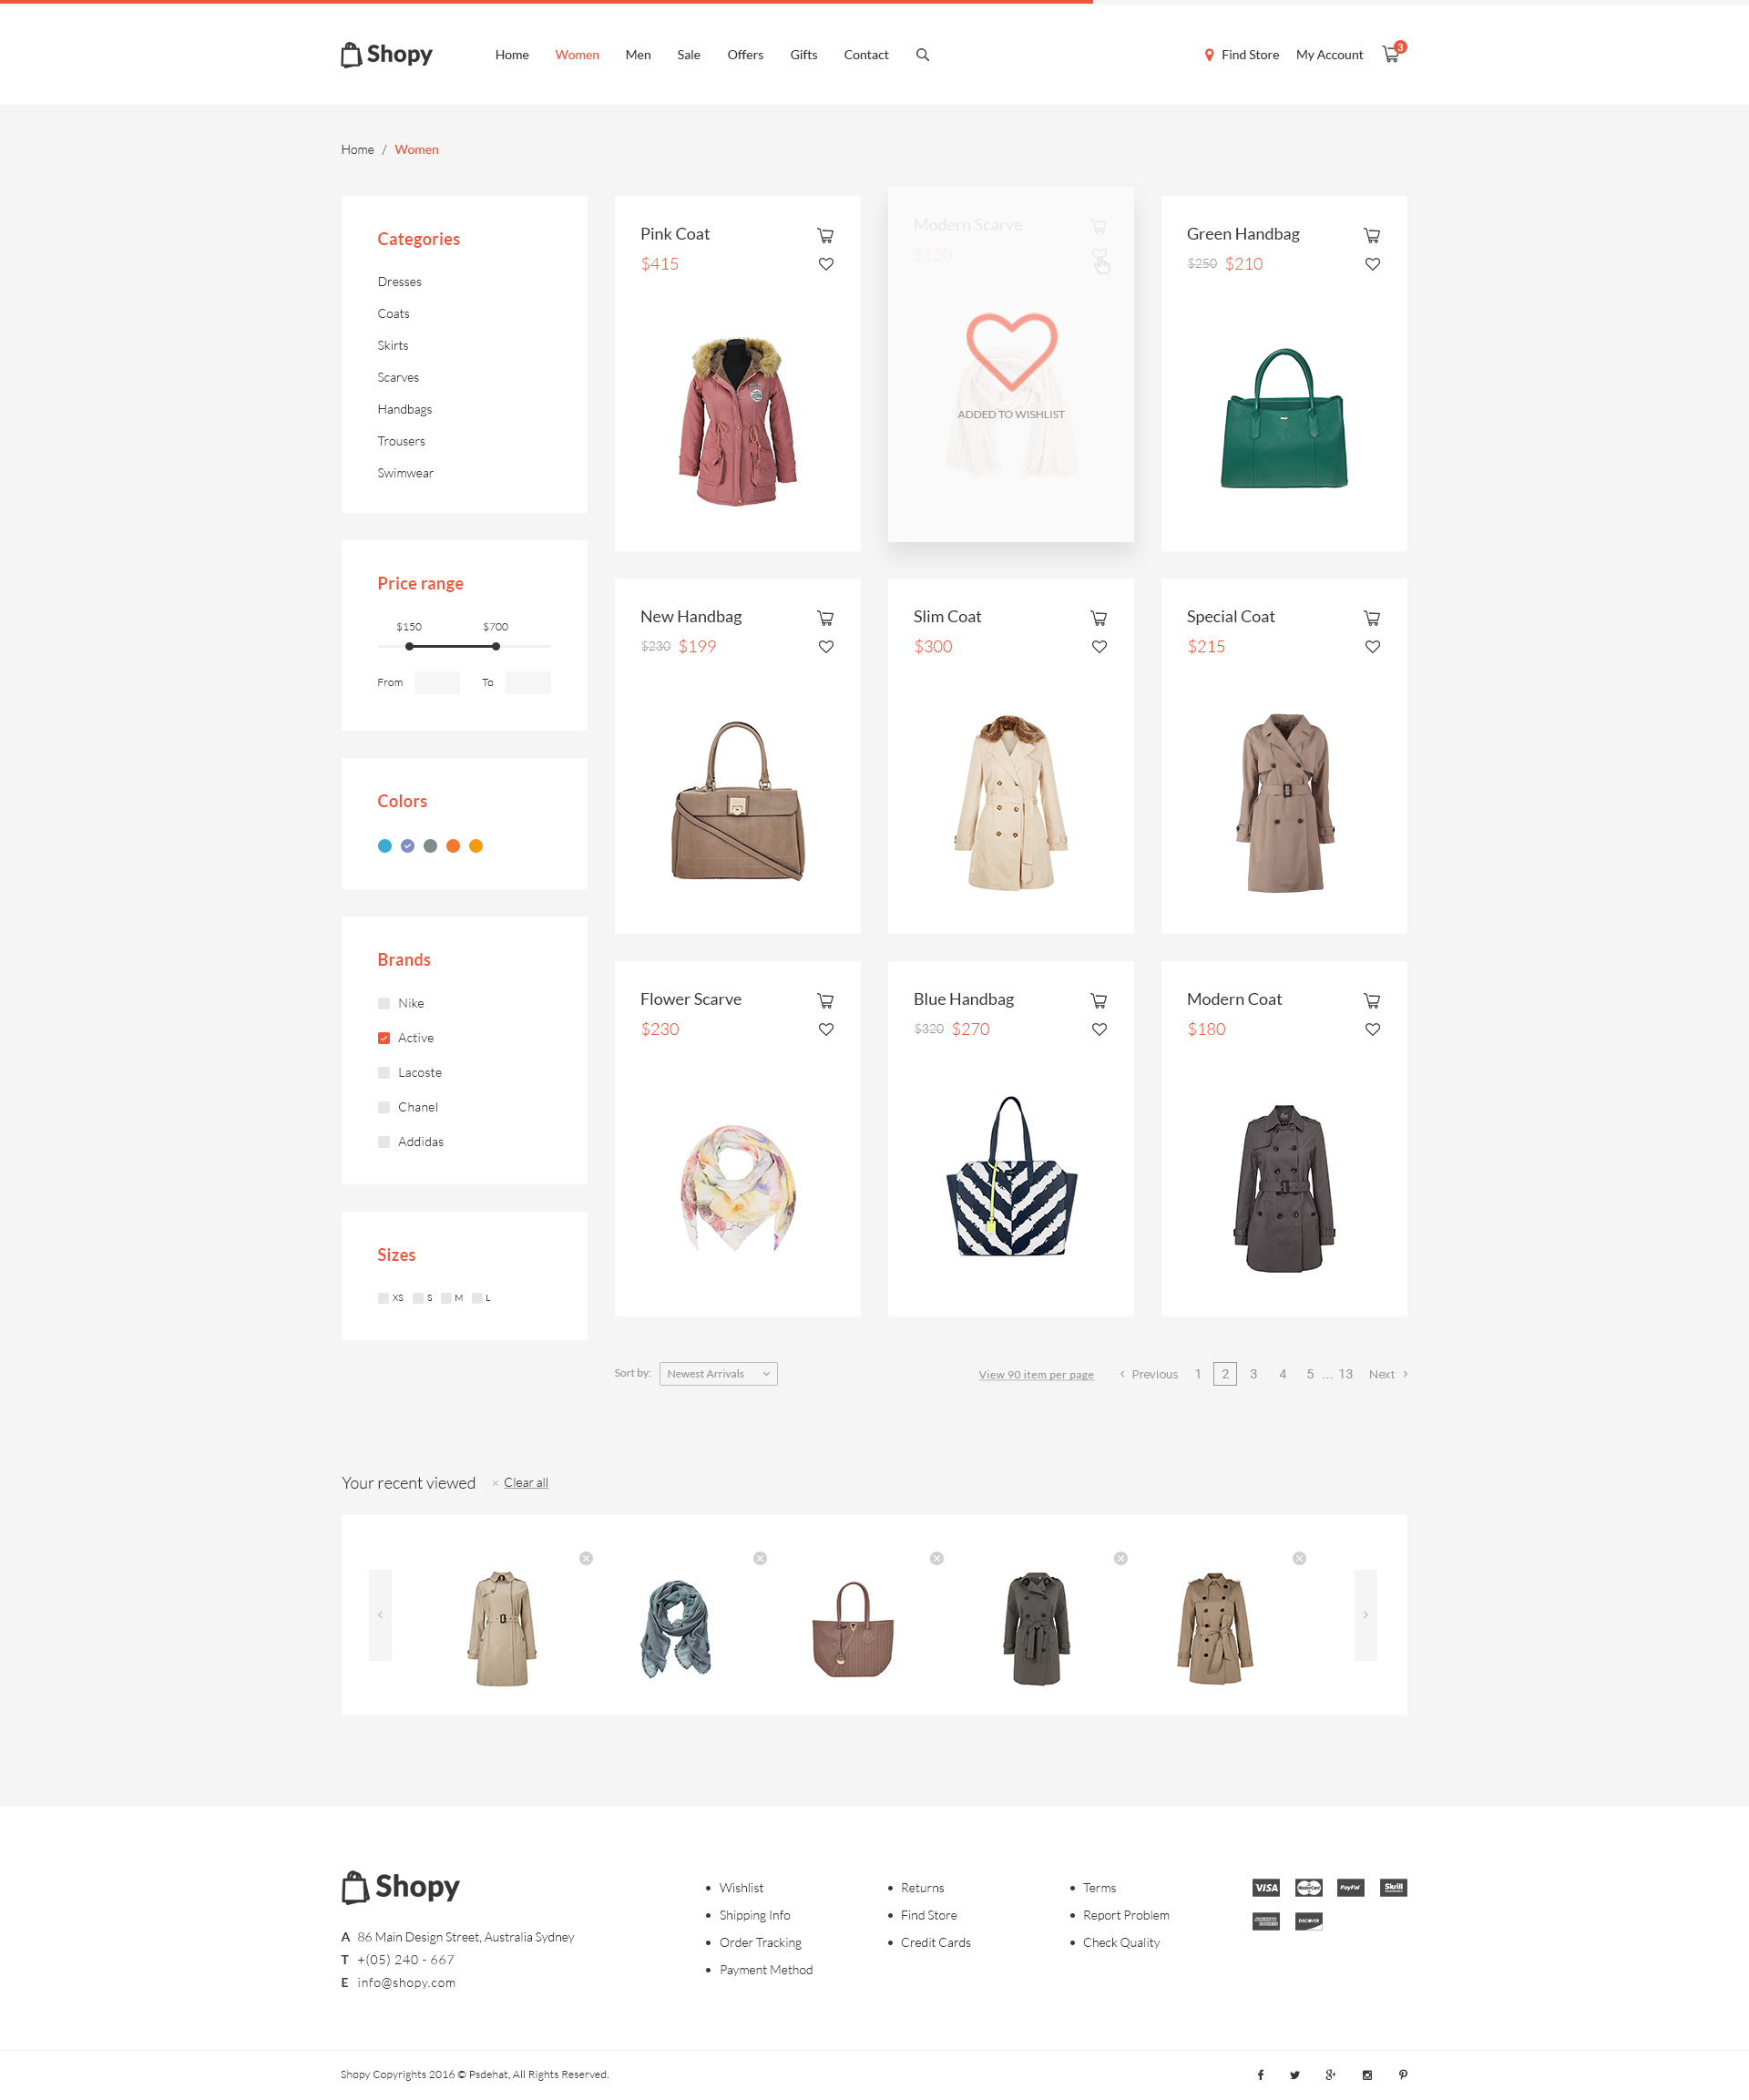 Shopy
Home Women Men Sale Offers Gifts Contact
Find Store My Account 3
Home / Women
Categories
Dresses
Coats
Skirts
Scarves
Handbags
Trousers
Swimwear
Price range
$150 $700
From To
Colors
Brands
Nike
Active
Lacoste
Chanel
Addidas
Sizes
XS S M L
Pink Coat
$415
Modern Scarve
$120
ADDED TO WISHLIST
Green Handbag
$250 $210
New Handbag
$230 $199
Slim Coat
$300
Special Coat
$215
Flower Scarve
$230
Blue Handbag
$320 $270
Modern Coat
$180
Sort by: Newest Arrivals
View 90 item per page
Previous 1 2 3 4 5 ... 13 Next
Your recent viewed × Clear all
Shopy
A 86 Main Design Street, Australia Sydney
T +(05) 240 - 667
E info@shopy.com
Wishlist
Shipping Info
Order Tracking
Payment Method
Returns
Find Store
Credit Cards
Terms
Report Problem
Check Quality
VISA MasterCard PayPal Skrill
AMERICAN EXPRESS DISCOVER
Shopy Copyrights 2016 © Psdehat, All Rights Reserved.